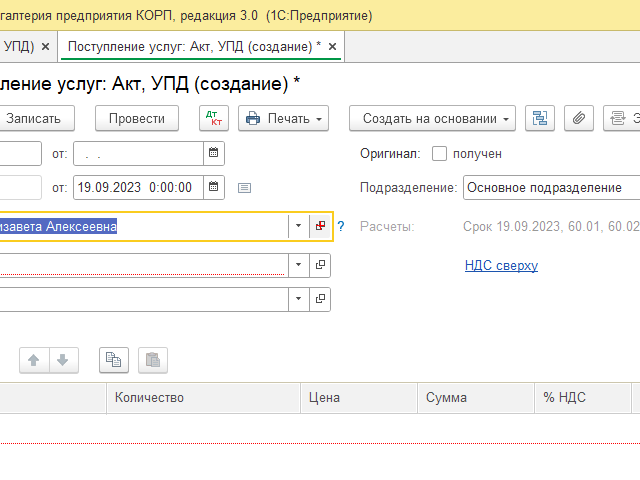 галтерия предприятия КОРП, редакция 3.0 (1С:Предприятие)
УПД) × Поступление услуг: Акт, УПД (создание) * ×
ление услуг: Акт, УПД (создание) *
Записать Провести Дт Кт Печать Создать на основании Э
от: . . Оригинал: получен
от: 19.09.2023 0:00:00 Подразделение: Основное подразделение
изавета Алексеевна ? Расчеты: Срок 19.09.2023, 60.01, 60.02
НДС сверху
Количество Цена Сумма % НДС